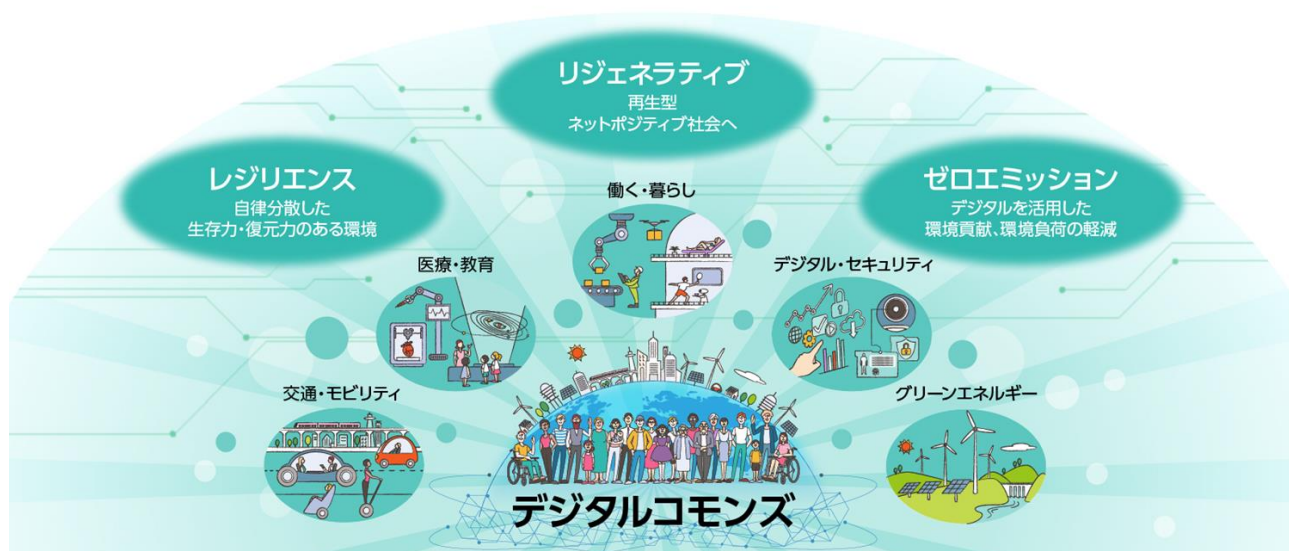 リジェネラティブ
再生型
ネットポジティブ社会へ
レジリエンス
自律分散した
生存力・復元力のある環境
ゼロエミッション
デジタルを活用した
環境貢献、環境負荷の軽減
働く・暮らし
医療・教育
デジタル・セキュリティ
交通・モビリティ
グリーンエネルギー
デジタルコモンズ